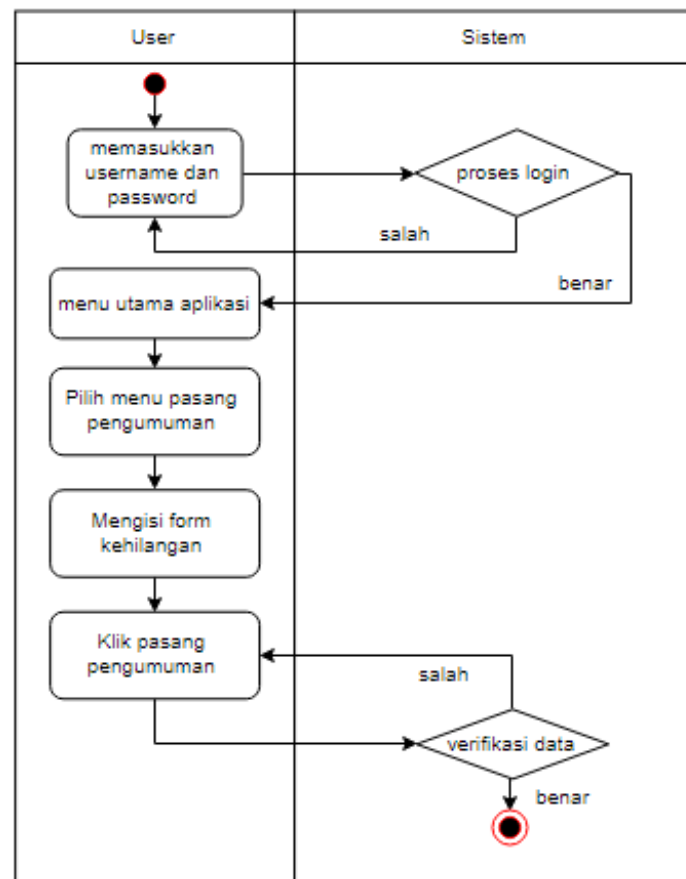 User
Sistem
memasukkan
username dan
password
proses login
salah
benar
menu utama aplikasi
Pilih menu pasang
pengumuman
Mengisi form
kehilangan
Klik pasang
pengumuman
salah
verifikasi data
benar